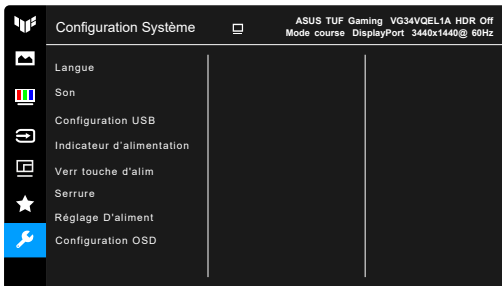 Configuration Système
ASUS TUF Gaming VG34VQEL1A HDR Off
Mode course DisplayPort 3440x1440@ 60Hz
Langue
Son
Configuration USB
Indicateur d'alimentation
Verr touche d'alim
Serrure
Réglage D'aliment
Configuration OSD